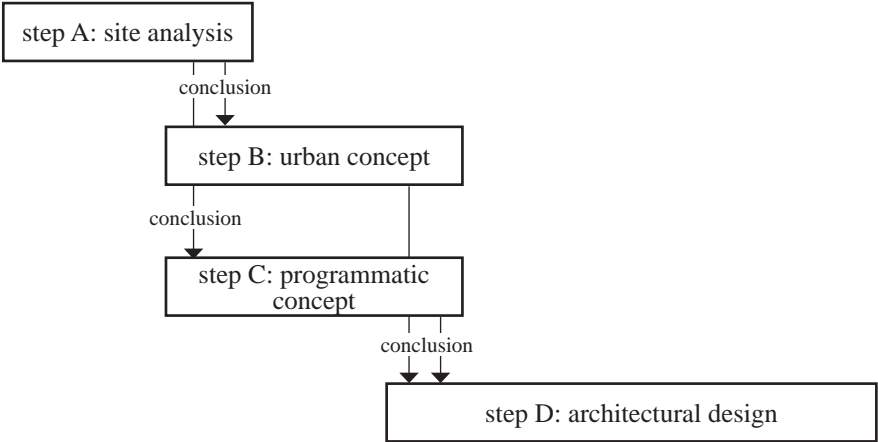 step A: site analysis
conclusion
step B: urban concept
conclusion
step C: programmatic
concept
conclusion
step D: architectural design